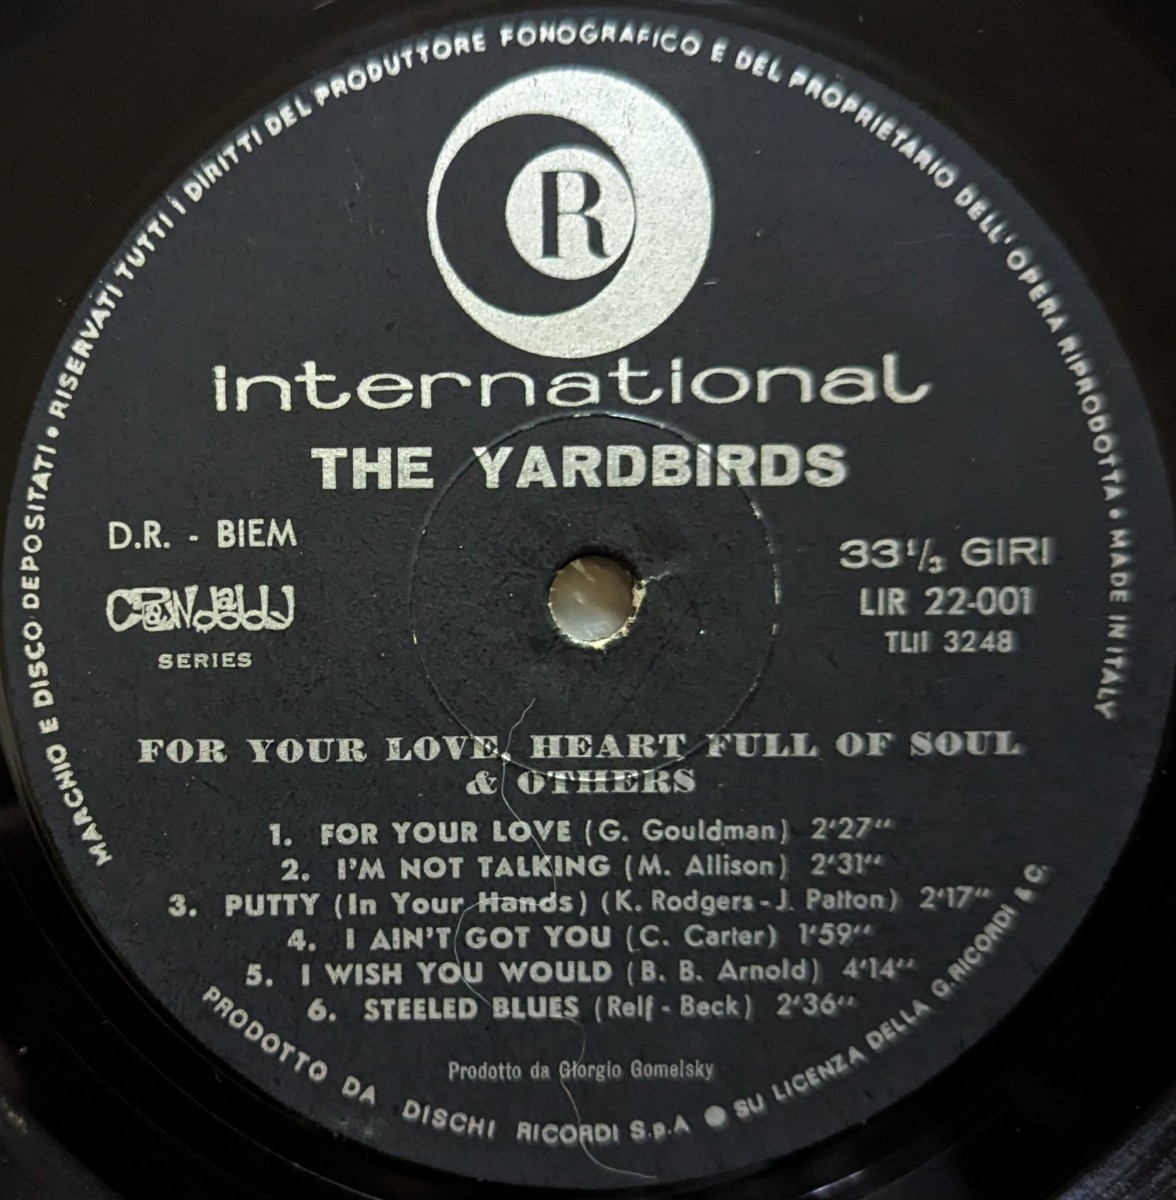 MARCHIO E DISCO DEPOSITATI • RISERVATI TUTTI I DIRITTI DEL PRODUTTORE FONOGRAFICO E DEL PROPRIETARIO DELL' OPERA RIPRODOTTA • MADE IN ITALY
R
international
THE YARDBIRDS
D.R. - BIEM
33 1/3 GIRI
LIR 22-001
TLII 3248
SERIES
FOR YOUR LOVE, HEART FULL OF SOUL
& OTHERS
1. FOR YOUR LOVE (G. Gouldman) 2'27"
2. I'M NOT TALKING (M. Allison) 2'31"
3. PUTTY (In Your Hands) (K. Rodgers - J. Patton) 2'17"
4. I AIN'T GOT YOU (C. Carter) 1'59"
5. I WISH YOU WOULD (B. B. Arnold) 4'14"
6. STEELED BLUES (Relf - Beck) 2'36"
Prodotto da Giorgio Gomelsky
PRODOTTO DA DISCHI RICORDI S.p.A ● SU LICENZA DELLA G. RICORDI & C.